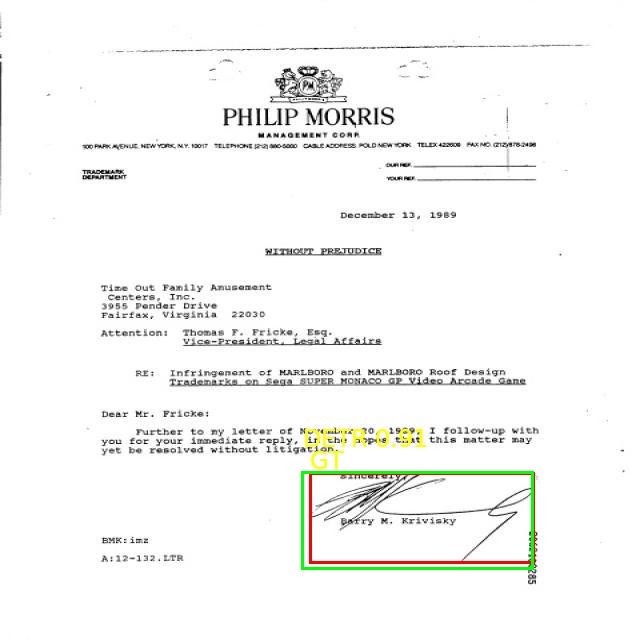 PM
PHILIP MORRIS
MANAGEMENT CORP.
100 PARK AVENUE, NEW YORK, N.Y. 10017 TELEPHONE (212) 880-5000 CABLE ADDRESS: POLD NEW YORK TELEX 422609 FAX NO. (212) 878-2498
TRADEMARK
DEPARTMENT
OUR REF.
YOUR REF.
December 13, 1989
WITHOUT PREJUDICE
Time Out Family Amusement
Centers, Inc.
3955 Pender Drive
Fairfax, Virginia 22030
Attention: Thomas F. Fricke, Esq.
Vice-President, Legal Affairs
RE: Infringement of MARLBORO and MARLBORO Roof Design
Trademarks on Sega SUPER MONACO GP Video Arcade Game
Dear Mr. Fricke:
Further to my letter of November 20, 1989, I follow-up with
you for your immediate reply, in the hopes that this matter may
yet be resolved without litigation.
DETR 0.91
GT
Sincerely,
Barry M. Krivisky
BMK:imz
A:12-132.LTR